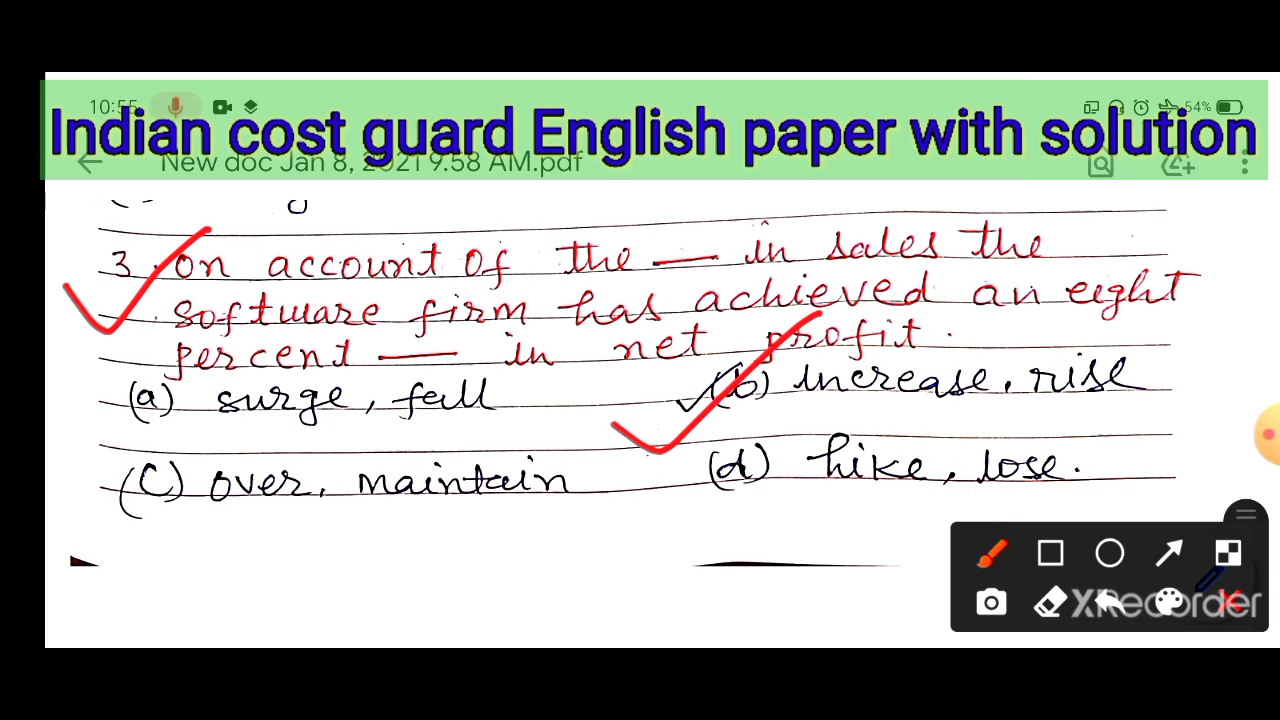 10:55
54%
Indian cost guard English paper with solution
New doc Jan 8, 2021 9.58 AM.pdf
3. on account of the — in sales the
software firm has achieved an eight
percent — in net profit.
(a) surge, fall
(b) increase, rise
(C) over, maintain
(d) hike, lose.
XRecorder